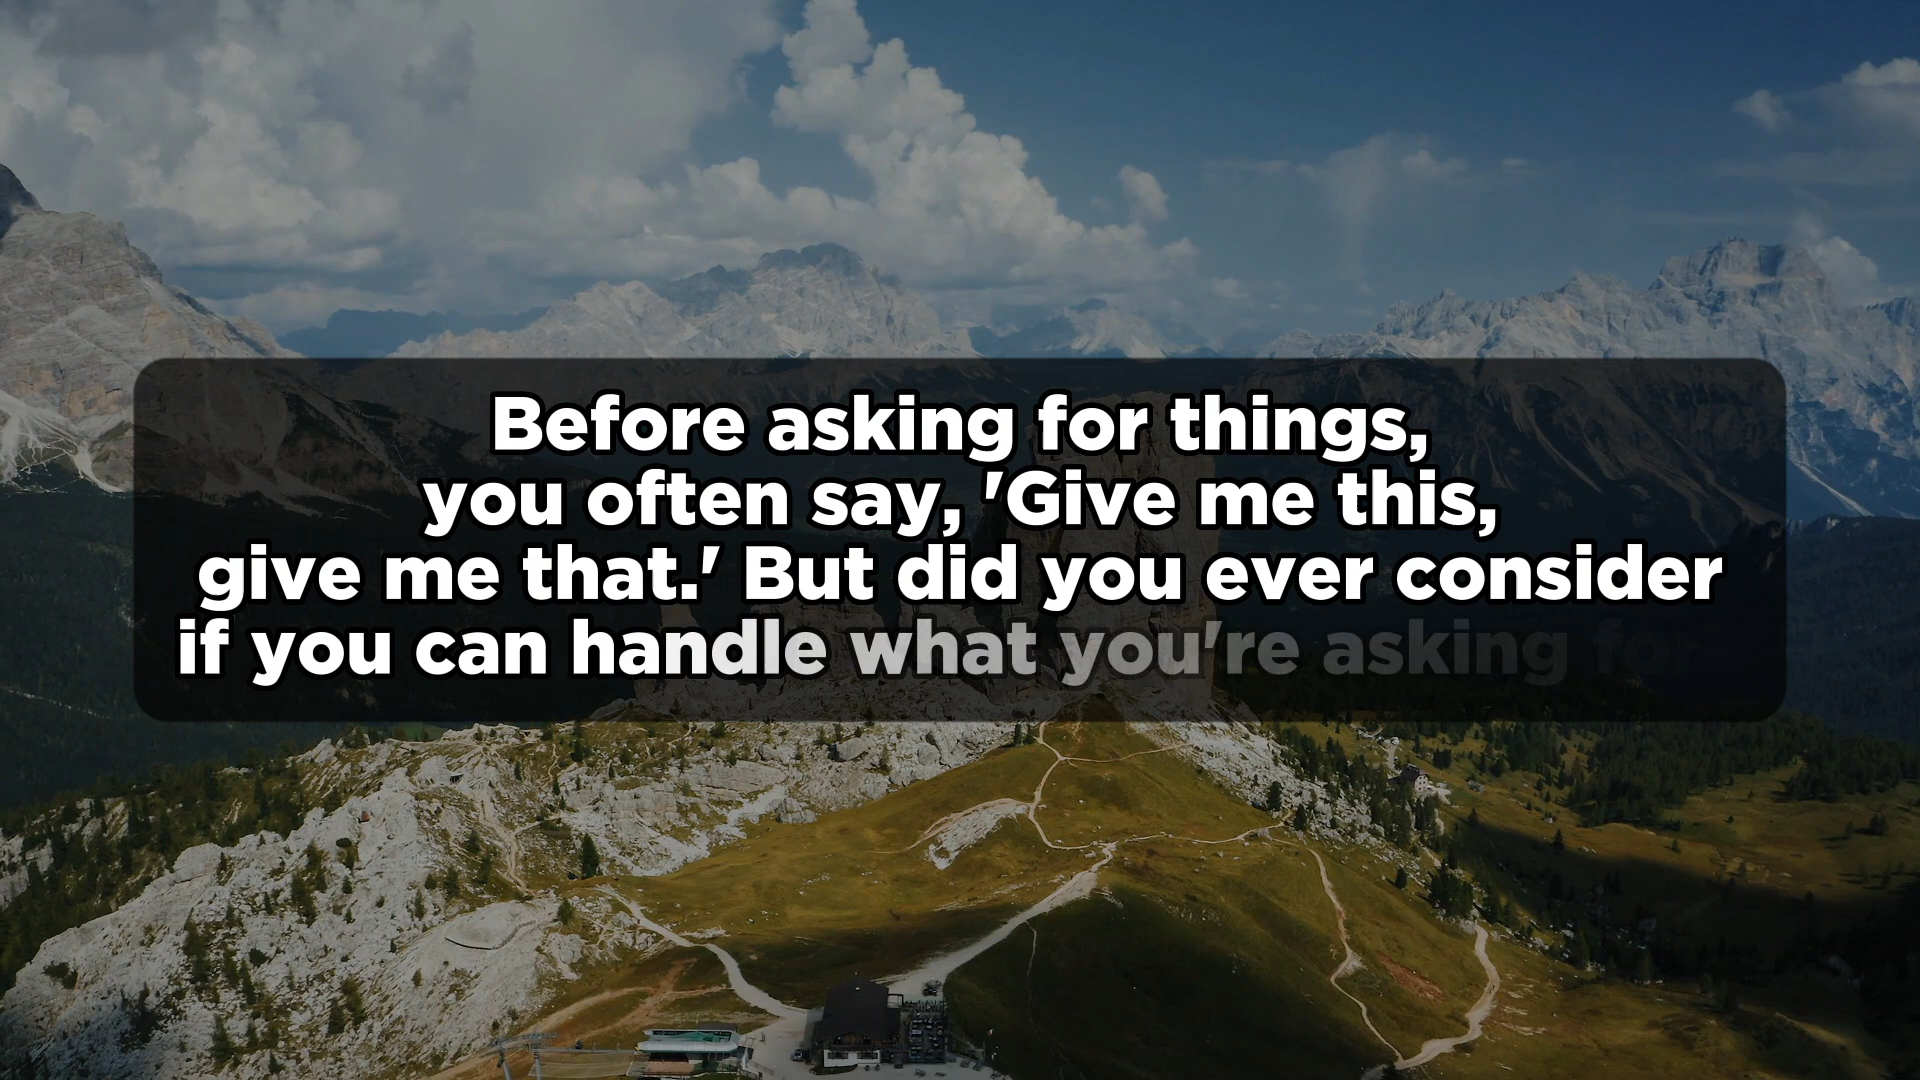 Before asking for things,
you often say, 'Give me this,
give me that.' But did you ever consider
if you can handle what you're asking